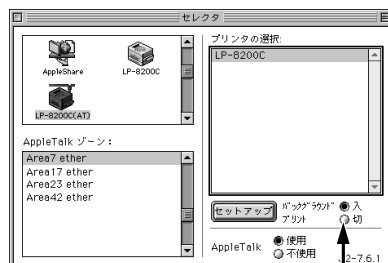 セレクタ
AppleShare
LP-8200C
LP-8200C(AT)
AppleTalk ゾーン：
Area7 ether
Area17 ether
Area23 ether
Area42 ether
プリンタの選択:
LP-8200C
セットアップ
ﾊﾞｯｸｸﾞﾗｳﾝﾄﾞ
ﾌﾟﾘﾝﾄ
入
切
AppleTalk
使用
不使用
J2-7.6.1